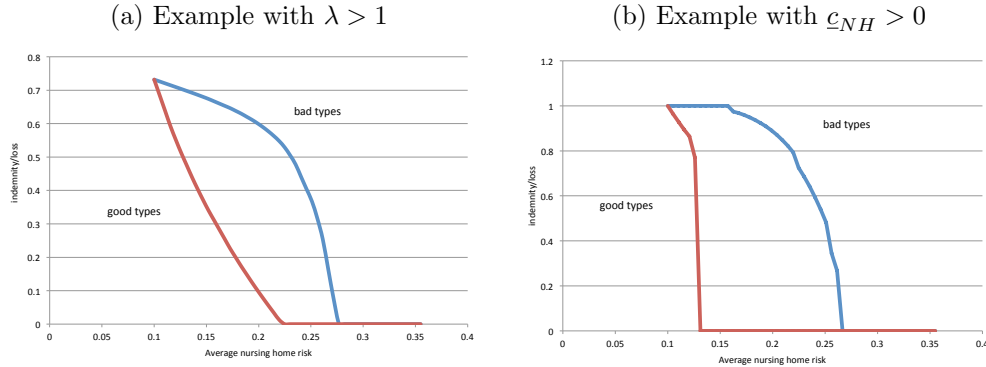 (a) Example with λ > 1
0.8
0.7
0.6
0.5
0.4
0.3
0.2
0.1
0
indemnity/loss
bad types
good types
0 0.05 0.1 0.15 0.2 0.25 0.3 0.35 0.4
Average nursing home risk
(b) Example with c̲_NH > 0
1.2
1
0.8
0.6
0.4
0.2
0
indemnity/loss
bad types
good types
0 0.05 0.1 0.15 0.2 0.25 0.3 0.35 0.4
Average nursing home risk